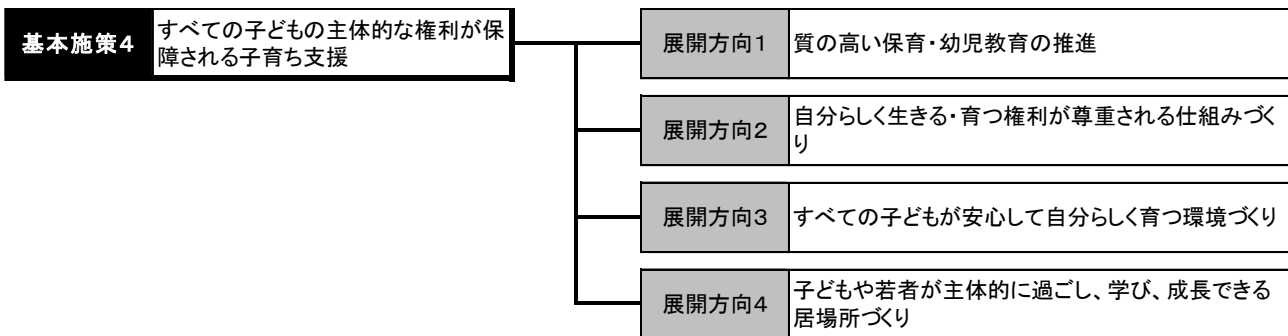 基本施策4
すべての子どもの主体的な権利が保
障される子育ち支援
展開方向1
質の高い保育・幼児教育の推進
展開方向2
自分らしく生きる・育つ権利が尊重される仕組みづく
り
展開方向3
すべての子どもが安心して自分らしく育つ環境づくり
展開方向4
子どもや若者が主体的に過ごし、学び、成長できる
居場所づくり